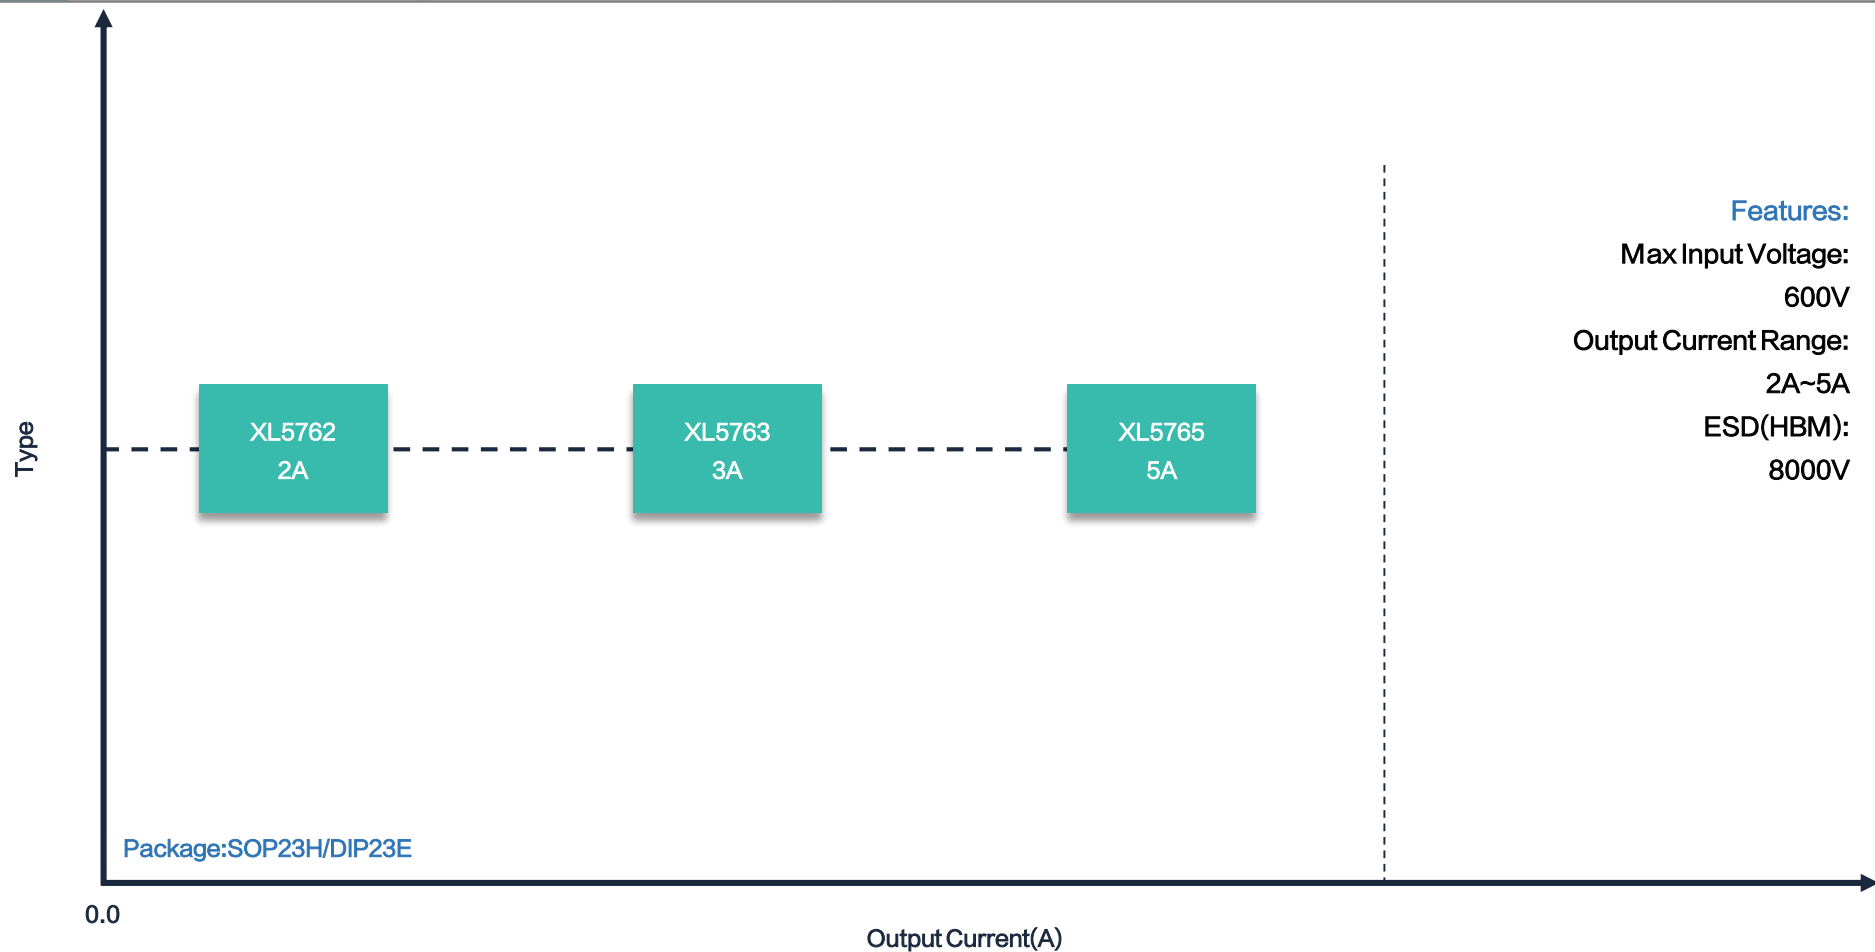 Features:
Max Input Voltage:
600V
Output Current Range:
2A~5A
ESD(HBM):
8000V
Type
XL5762
2A
XL5763
3A
XL5765
5A
Package:SOP23H/DIP23E
0.0
Output Current(A)